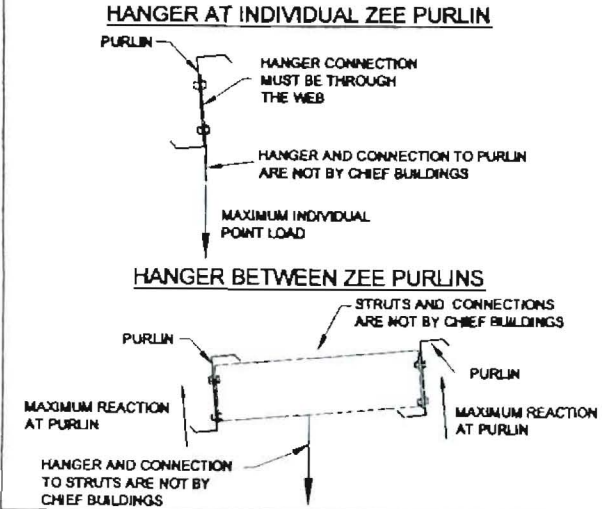 HANGER AT INDIVIDUAL ZEE PURLIN
PURLIN
HANGER CONNECTION
MUST BE THROUGH
THE WEB
HANGER AND CONNECTION TO PURLIN
ARE NOT BY CHIEF BUILDINGS
MAXIMUM INDIVIDUAL
POINT LOAD
HANGER BETWEEN ZEE PURLINS
STRUTS AND CONNECTIONS
ARE NOT BY CHIEF BUILDINGS
PURLIN
PURLIN
MAXIMUM REACTION
AT PURLIN
MAXIMUM REACTION
AT PURLIN
HANGER AND CONNECTION
TO STRUTS ARE NOT BY
CHIEF BUILDINGS